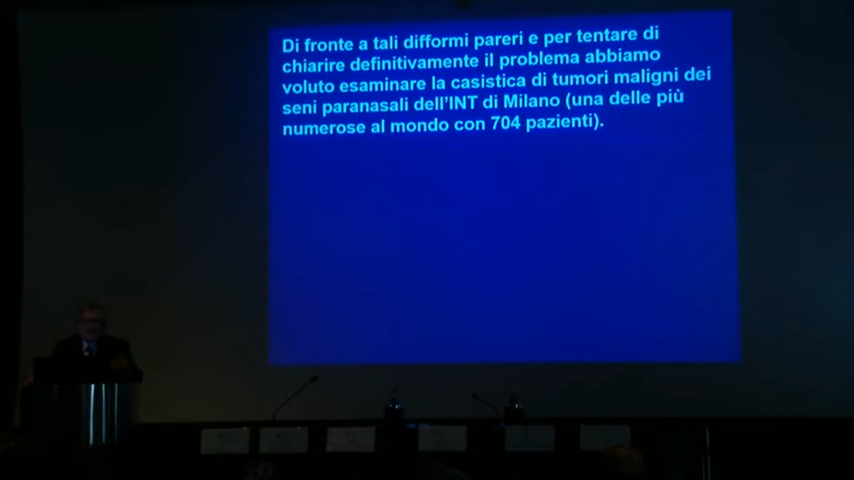 Di fronte a tali difformi pareri e per tentare di
chiarire definitivamente il problema abbiamo
voluto esaminare la casistica di tumori maligni dei
seni paranasali dell'INT di Milano (una delle più
numerose al mondo con 704 pazienti).